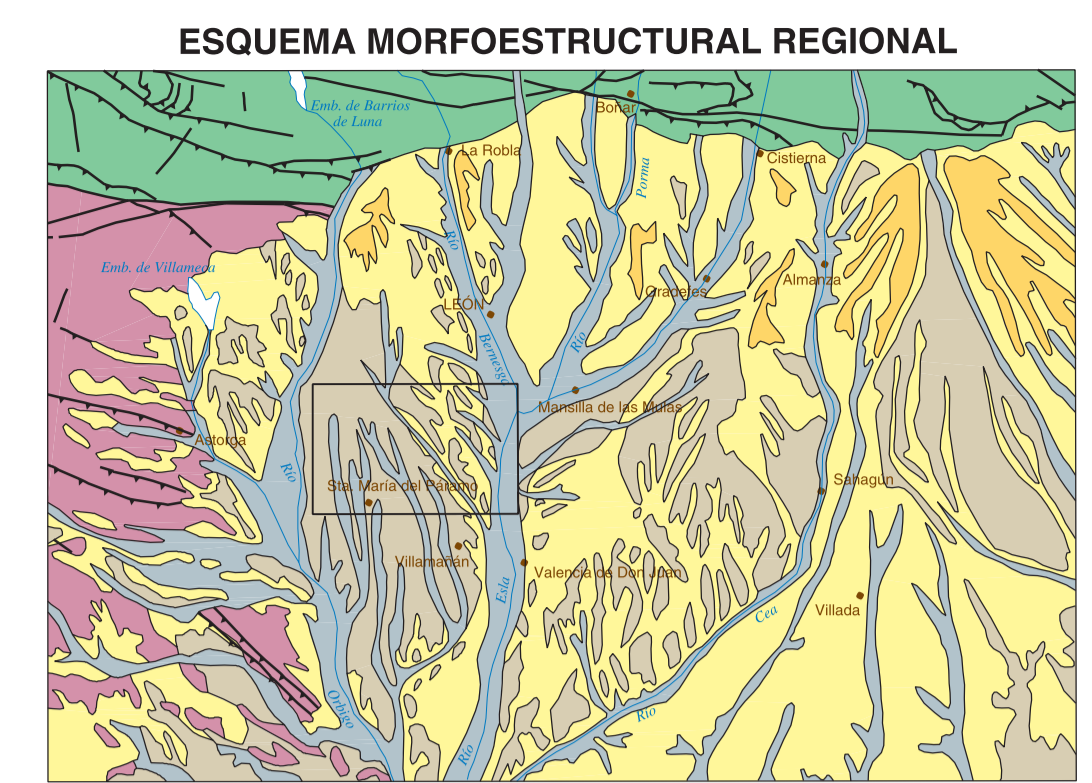 ESQUEMA MORFOESTRUCTURAL REGIONAL
Boñar
Emb. de Barrios
de Luna
La Robla
Cistierna
Porma
Río
Emb. de Villameca
Almanza
Gradefes
LEÓN
Bernesga
Río
Mansilla de las Mulas
Astorga
Río
Sta. María del Páramo
Sahagún
Villamañán
Valencia de Don Juan
Esla
Villada
Cea
Orbigo
Río
Río